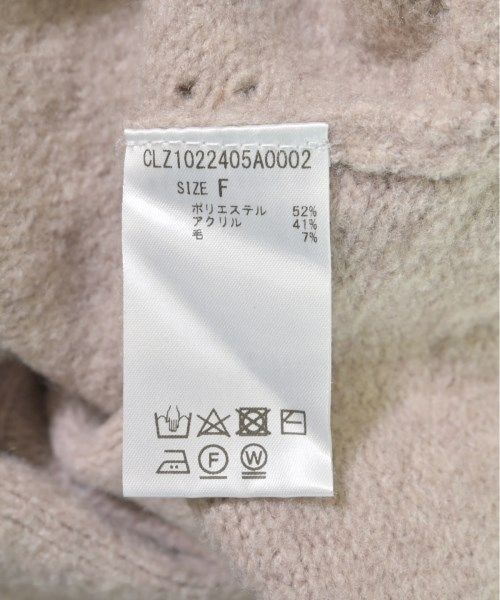 CLZ1022405A0002
SIZE F
ポリエステル 52%
アクリル 41%
毛 7%
F W